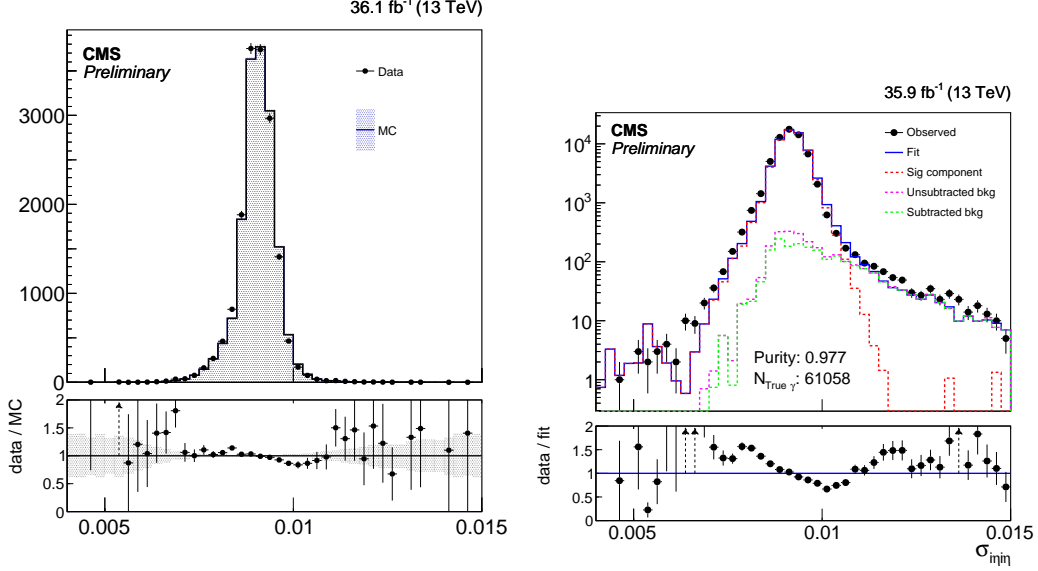 36.1 fb⁻¹ (13 TeV)
CMS
Preliminary
Data
MC
3000
2000
1000
0
data / MC
2
1.5
1
0.5
0
0.005
0.01
0.015
35.9 fb⁻¹ (13 TeV)
CMS
Preliminary
Observed
Fit
Sig component
Unsubtracted bkg
Subtracted bkg
10⁴
10³
10²
10
1
Purity: 0.977
N_True γ: 61058
data / fit
2
1.5
1
0.5
0
0.005
0.01
0.015
σ_iηiη